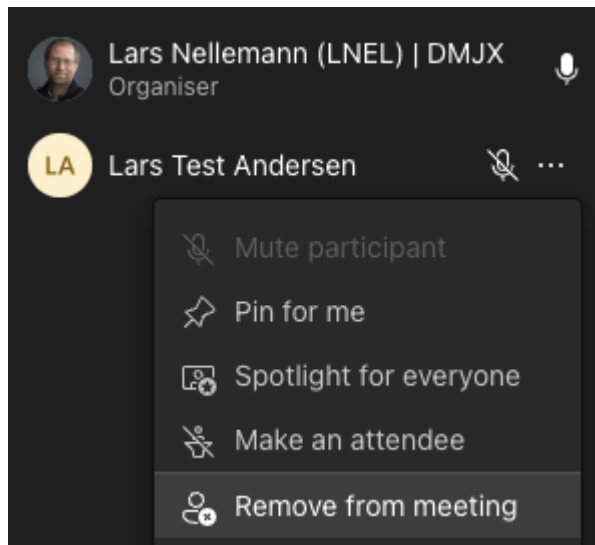 Lars Nellemann (LNEL) | DMJX
Organiser
LA Lars Test Andersen
Mute participant
Pin for me
Spotlight for everyone
Make an attendee
Remove from meeting